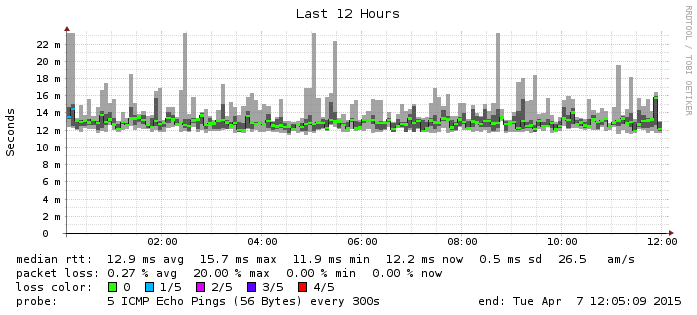 Last 12 Hours
RRDTOOL / TOBI OETIKER
Seconds
22 m
20 m
18 m
16 m
14 m
12 m
10 m
8 m
6 m
4 m
2 m
0
02:00 04:00 06:00 08:00 10:00 12:00
median rtt: 12.9 ms avg 15.7 ms max 11.9 ms min 12.2 ms now 0.5 ms sd 26.5 am/s
packet loss: 0.27 % avg 20.00 % max 0.00 % min 0.00 % now
loss color: 0 1/5 2/5 3/5 4/5
probe: 5 ICMP Echo Pings (56 Bytes) every 300s end: Tue Apr 7 12:05:09 2015